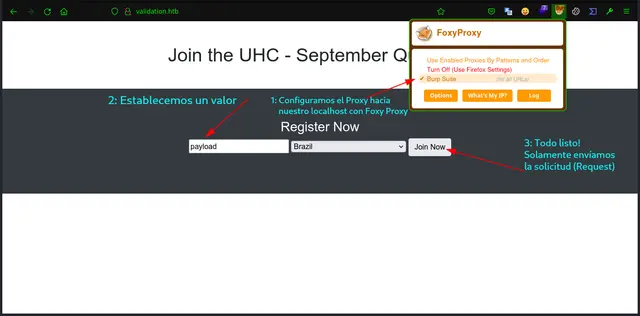 validation.htb
FoxyProxy
Use Enabled Proxies By Patterns and Order
Turn Off (Use Firefox Settings)
✔ Burp Suite (for all URLs)
Options What's My IP? Log
Join the UHC - September Q
2: Establecemos un valor
1: Configuramos el Proxy hacia
nuestro localhost con Foxy Proxy
Register Now
payload Brazil Join Now
3: Todo listo!
Solamente enviamos
la solicitud (Request)